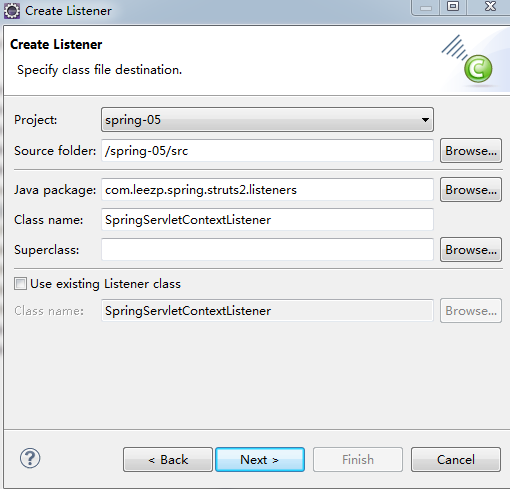 Create Listener
Create Listener
Specify class file destination.
C
Project: spring-05
Source folder: /spring-05/src Browse...
Java package: com.leezp.spring.struts2.listeners Browse...
Class name: SpringServletContextListener
Superclass: Browse...
Use existing Listener class
Class name: SpringServletContextListener Browse...
? < Back Next > Finish Cancel